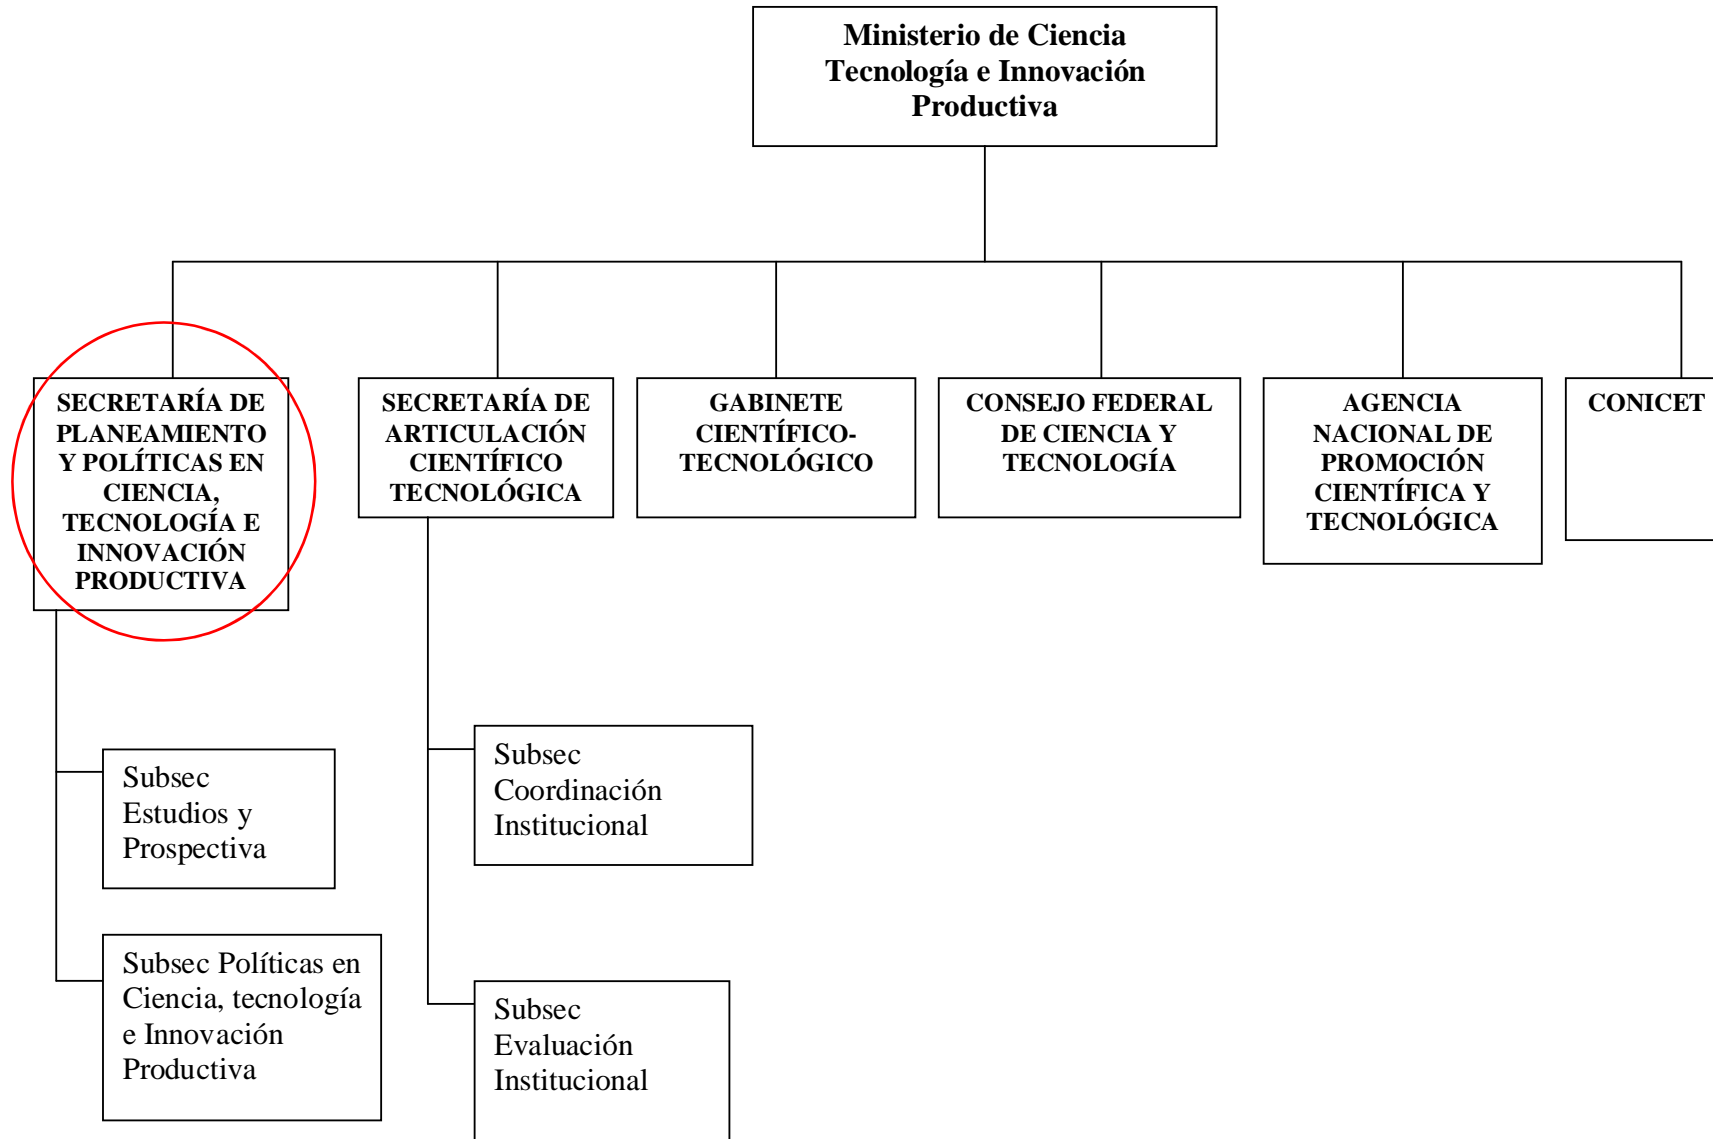 Ministerio de Ciencia
Tecnología e Innovación
Productiva
SECRETARÍA DE
PLANEAMIENTO
Y POLÍTICAS EN
CIENCIA,
TECNOLOGÍA E
INNOVACIÓN
PRODUCTIVA
SECRETARÍA DE
ARTICULACIÓN
CIENTÍFICO
TECNOLÓGICA
GABINETE
CIENTÍFICO-
TECNOLÓGICO
CONSEJO FEDERAL
DE CIENCIA Y
TECNOLOGÍA
AGENCIA
NACIONAL DE
PROMOCIÓN
CIENTÍFICA Y
TECNOLÓGICA
CONICET
Subsec
Estudios y
Prospectiva
Subsec Políticas en
Ciencia, tecnología
e Innovación
Productiva
Subsec
Coordinación
Institucional
Subsec
Evaluación
Institucional